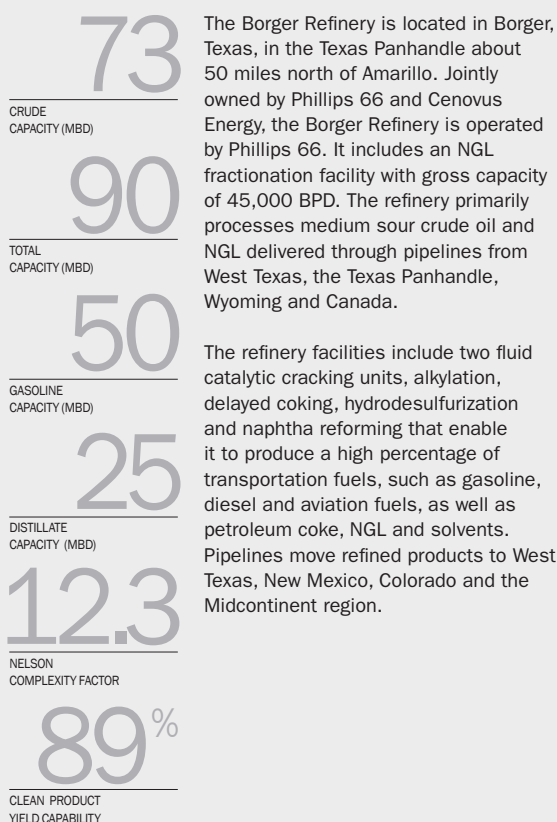 73
CRUDE
CAPACITY (MBD)
90
TOTAL
CAPACITY (MBD)
50
GASOLINE
CAPACITY (MBD)
25
DISTILLATE
CAPACITY (MBD)
12.3
NELSON
COMPLEXITY FACTOR
89%
CLEAN PRODUCT
YIELD CAPABILITY
The Borger Refinery is located in Borger,
Texas, in the Texas Panhandle about
50 miles north of Amarillo. Jointly
owned by Phillips 66 and Cenovus
Energy, the Borger Refinery is operated
by Phillips 66. It includes an NGL
fractionation facility with gross capacity
of 45,000 BPD. The refinery primarily
processes medium sour crude oil and
NGL delivered through pipelines from
West Texas, the Texas Panhandle,
Wyoming and Canada.
The refinery facilities include two fluid
catalytic cracking units, alkylation,
delayed coking, hydrodesulfurization
and naphtha reforming that enable
it to produce a high percentage of
transportation fuels, such as gasoline,
diesel and aviation fuels, as well as
petroleum coke, NGL and solvents.
Pipelines move refined products to West
Texas, New Mexico, Colorado and the
Midcontinent region.